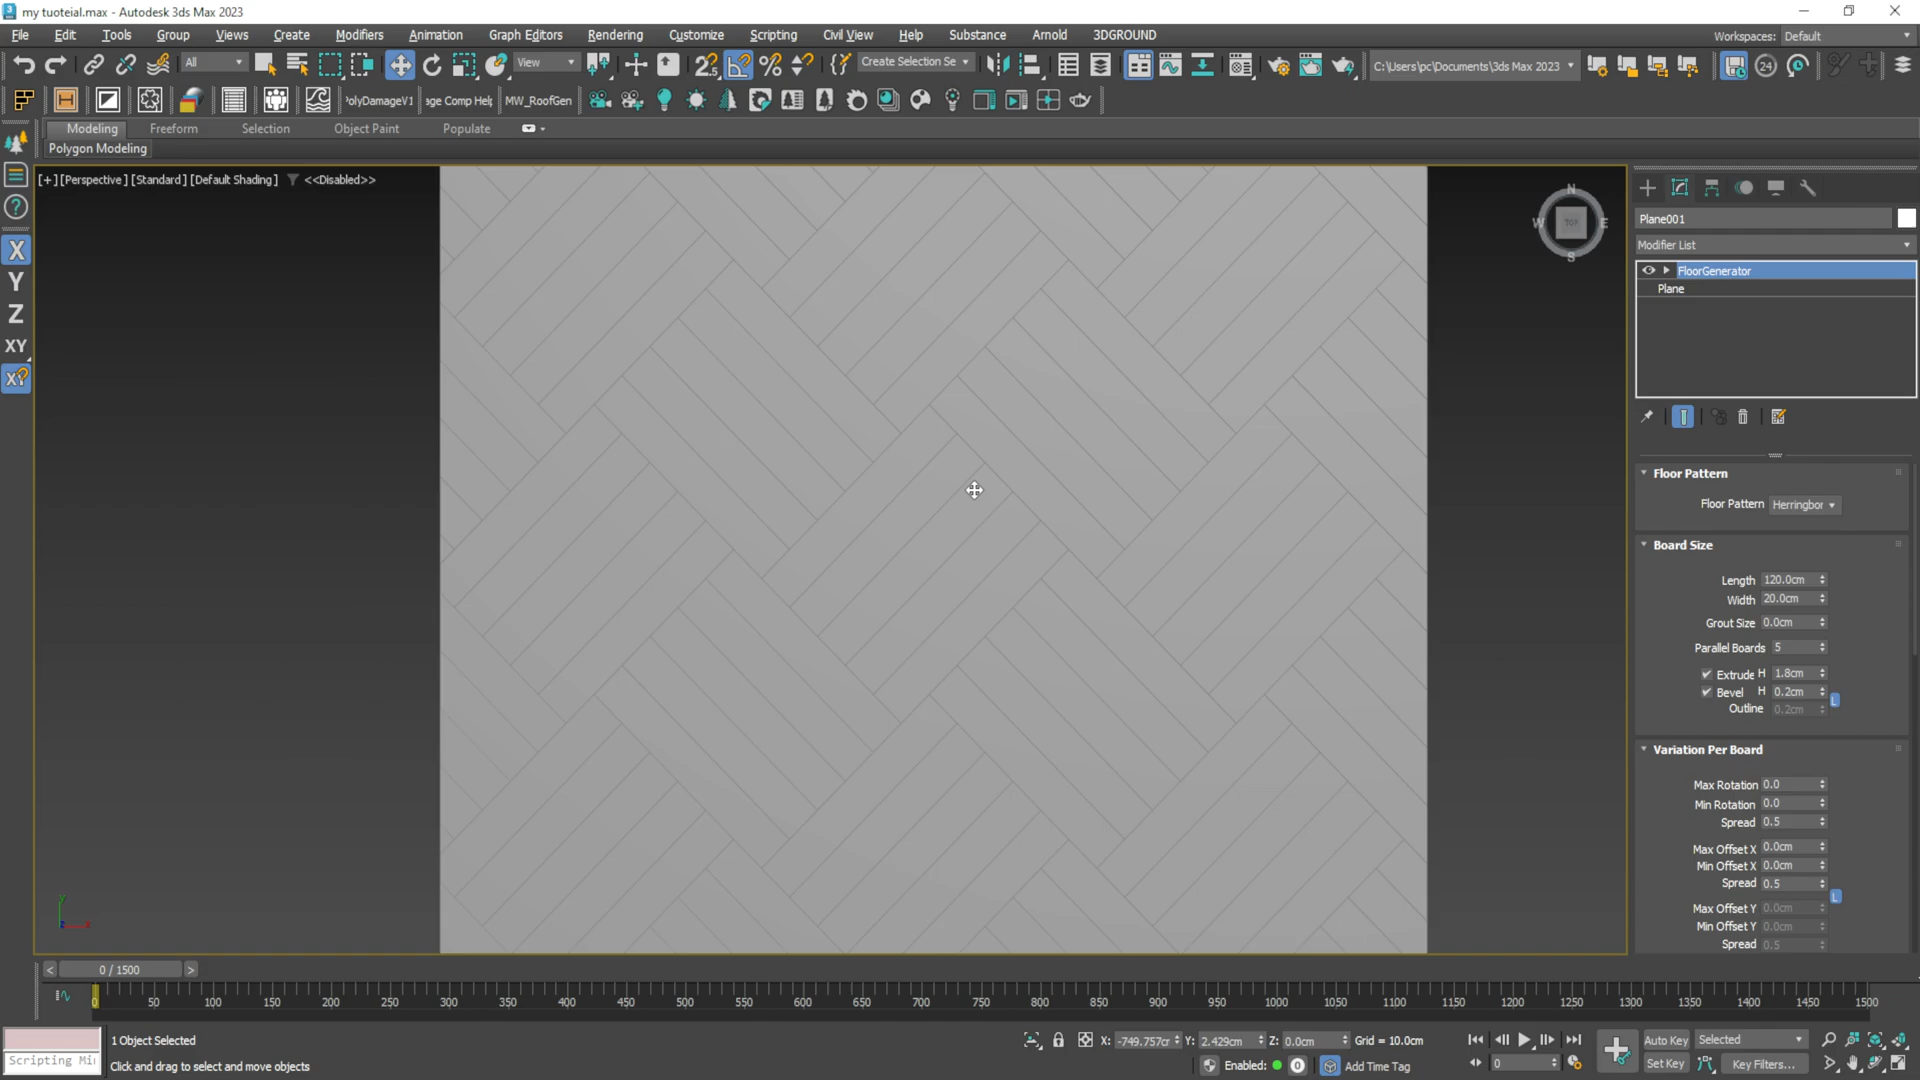 my tuoteial.max - Autodesk 3ds Max 2023
File Edit Tools Group Views Create Modifiers Animation Graph Editors Rendering Customize Scripting Civil View Help Substance Arnold 3DGROUND
Workspaces: Default
All View Create Selection Se C:\Users\pc\Documents\3ds Max 2023
24
olyDamageV1 age Comp Help MW_RoofGen
Modeling Freeform Selection Object Paint Populate
Polygon Modeling
[+] [Perspective] [Standard] [Default Shading] <<Disabled>>
X
Y
Z
XY
N
W TOP E
S
Plane001
Modifier List
FloorGenerator
Plane
Floor Pattern
Floor Pattern Herringbor
Board Size
Length 120.0cm
Width 20.0cm
Grout Size 0.0cm
Parallel Boards 5
Extrude H 1.8cm
Bevel H 0.2cm
L
Outline 0.2cm
Variation Per Board
Max Rotation 0.0
Min Rotation 0.0
Spread 0.5
Max Offset X 0.0cm
Min Offset X 0.0cm
Spread 0.5
L
Max Offset Y 0.0cm
Min Offset Y 0.0cm
Spread 0.5
y
x
< 0 / 1500 >
0 50 100 150 200 250 300 350 400 450 500 550 600 650 700 750 800 850 900 950 1000 1050 1100 1150 1200 1250 1300 1350 1400 1450 1500
1 Object Selected
X: -749.757cr Y: 2.429cm Z: 0.0cm Grid = 10.0cm
Auto Key Selected
Scripting Mi
Click and drag to select and move objects
Enabled: 0 Add Time Tag
0
Set Key Key Filters...